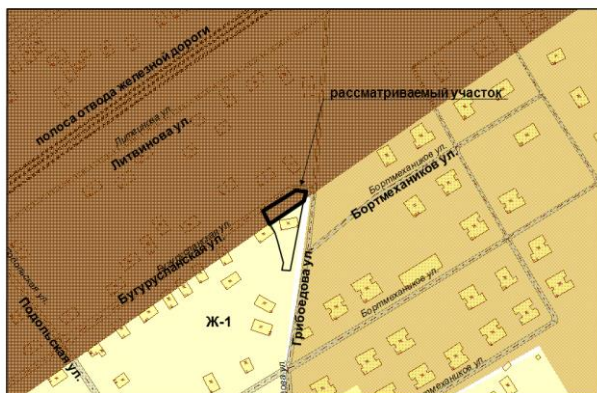 полоса отвода железной дороги
рассматриваемый участок
Литвинова ул.
Литвинова ул.
Бортмехаников ул.
Бортмехаников ул.
Бугурусланская ул.
Грибоедова ул.
Подольская ул.
Ж-1
Бортмехаников ул.